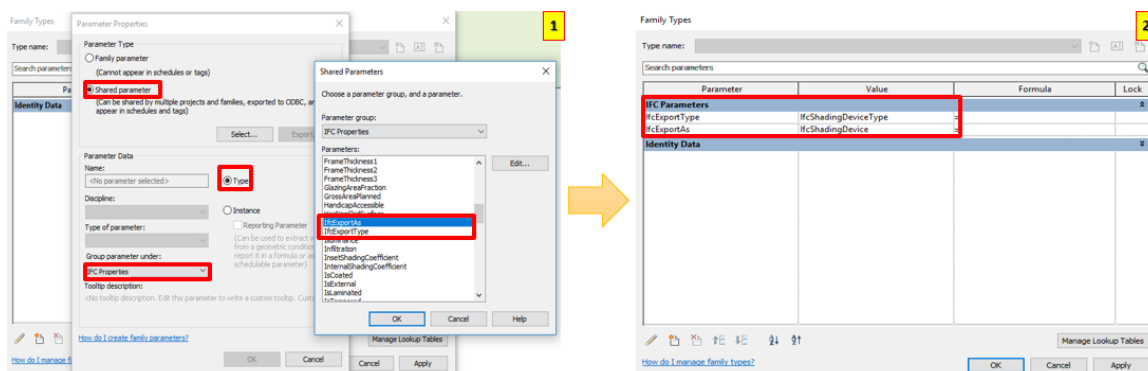 Family Types
Type name:
Search parameters
Identity Data
How do I manage f
Manage Lookup Tables
Cancel
Apply
Parameter Properties
Parameter Type
Family parameter
(Cannot appear in schedules or tags)
Shared parameter
(Can be shared by multiple projects and families, exported to ODBC, an
appear in schedules and tags)
Select...
Export
Parameter Data
Name:
<No parameter selected>
Type
Discipline:
Instance
Reporting Parameter
Type of parameter:
(Can be used to extract v
from a geometric condition
report it in a formula or as
schedulable parameter)
Group parameter under:
IFC Properties
Tooltip description:
<No tooltip description. Edit this parameter to write a custom tooltip. Custo
How do I create family parameters?
OK
Cancel
1
Shared Parameters
Choose a parameter group, and a parameter.
Parameter group:
IFC Properties
Parameters:
Edit...
FrameThickness1
FrameThickness2
FrameThickness3
GlazingAreaFraction
GrossAreaPlanned
HandicapAccessible
IfcExportAs
IfcExportType
Illuminance
Infiltration
InsetShadingCoefficient
InternalShadingCoefficient
IsCoated
IsExternal
IsLaminated
OK
Cancel
Help
2
Family Types
Type name:
Search parameters
Parameter
Value
Formula
Lock
IFC Parameters
IfcExportType
IfcShadingDeviceType
=
IfcExportAs
IfcShadingDevice
=
Identity Data
Manage Lookup Tables
How do I manage family types?
OK
Cancel
Apply